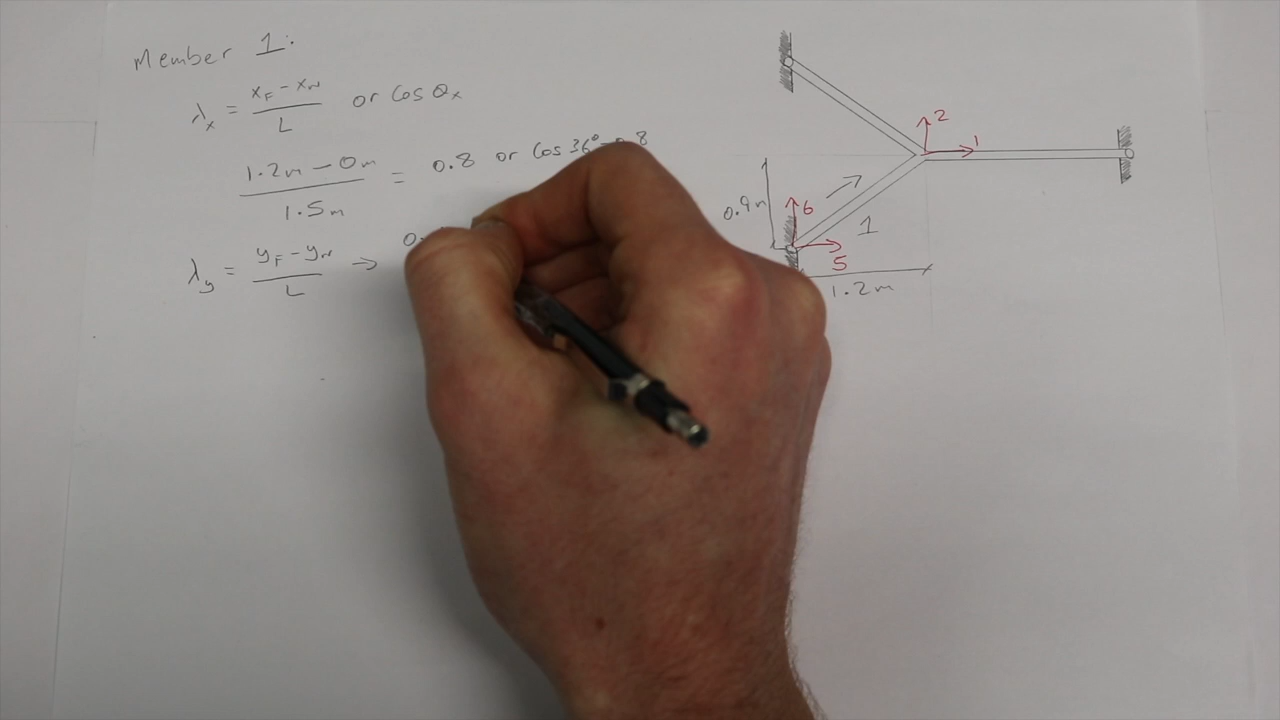 Member 1:
λx = xF - xN / L or Cos θx
1.2m - 0m / 1.5m = 0.8 or Cos 36°
λy = yF - yN / L →
2
1
6
0.9m
1
5
1.2m